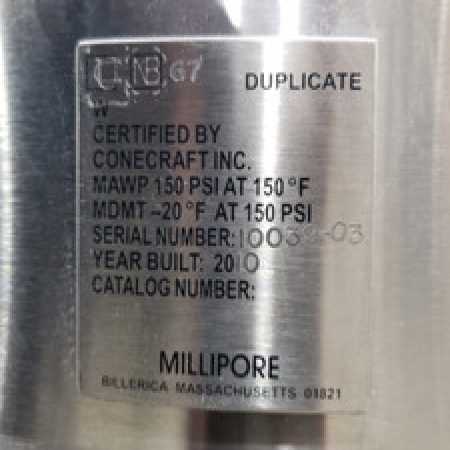 NB 67
DUPLICATE
W
CERTIFIED BY
CONECRAFT INC.
MAWP 150 PSI AT 150 °F
MDMT –20 °F AT 150 PSI
SERIAL NUMBER:
YEAR BUILT: 2010
CATALOG NUMBER:
MILLIPORE
BILLERICA MASSACHUSETTS 01821